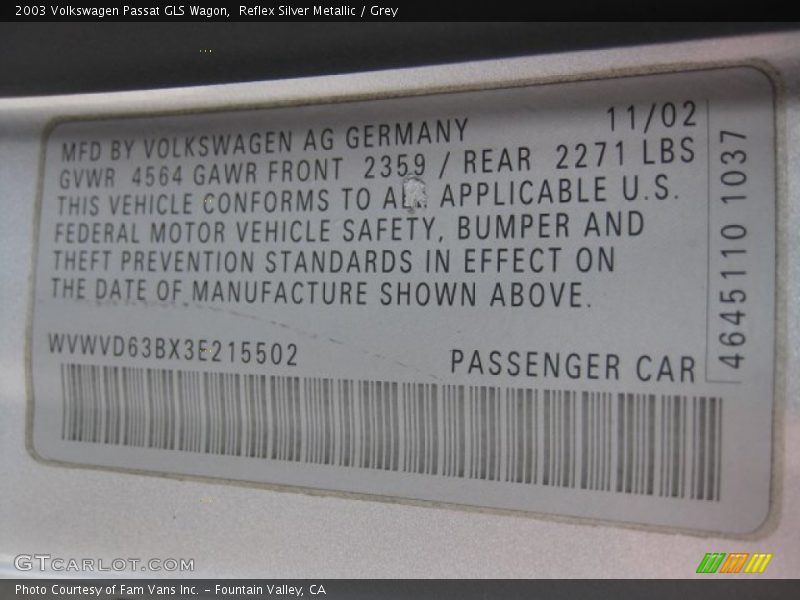 2003 Volkswagen Passat GLS Wagon,  Reflex Silver Metallic / Grey
11/02
MFD BY VOLKSWAGEN AG GERMANY
GVWR 4564 GAWR FRONT 2359 / REAR 2271 LBS
THIS VEHICLE CONFORMS TO ALL APPLICABLE U.S.
FEDERAL MOTOR VEHICLE SAFETY, BUMPER AND
THEFT PREVENTION STANDARDS IN EFFECT ON
THE DATE OF MANUFACTURE SHOWN ABOVE.
WVWVD63BX3E215502
PASSENGER CAR
4645110 1037
GTCARLOT.COM
Photo Courtesy of Fam Vans Inc. - Fountain Valley, CA